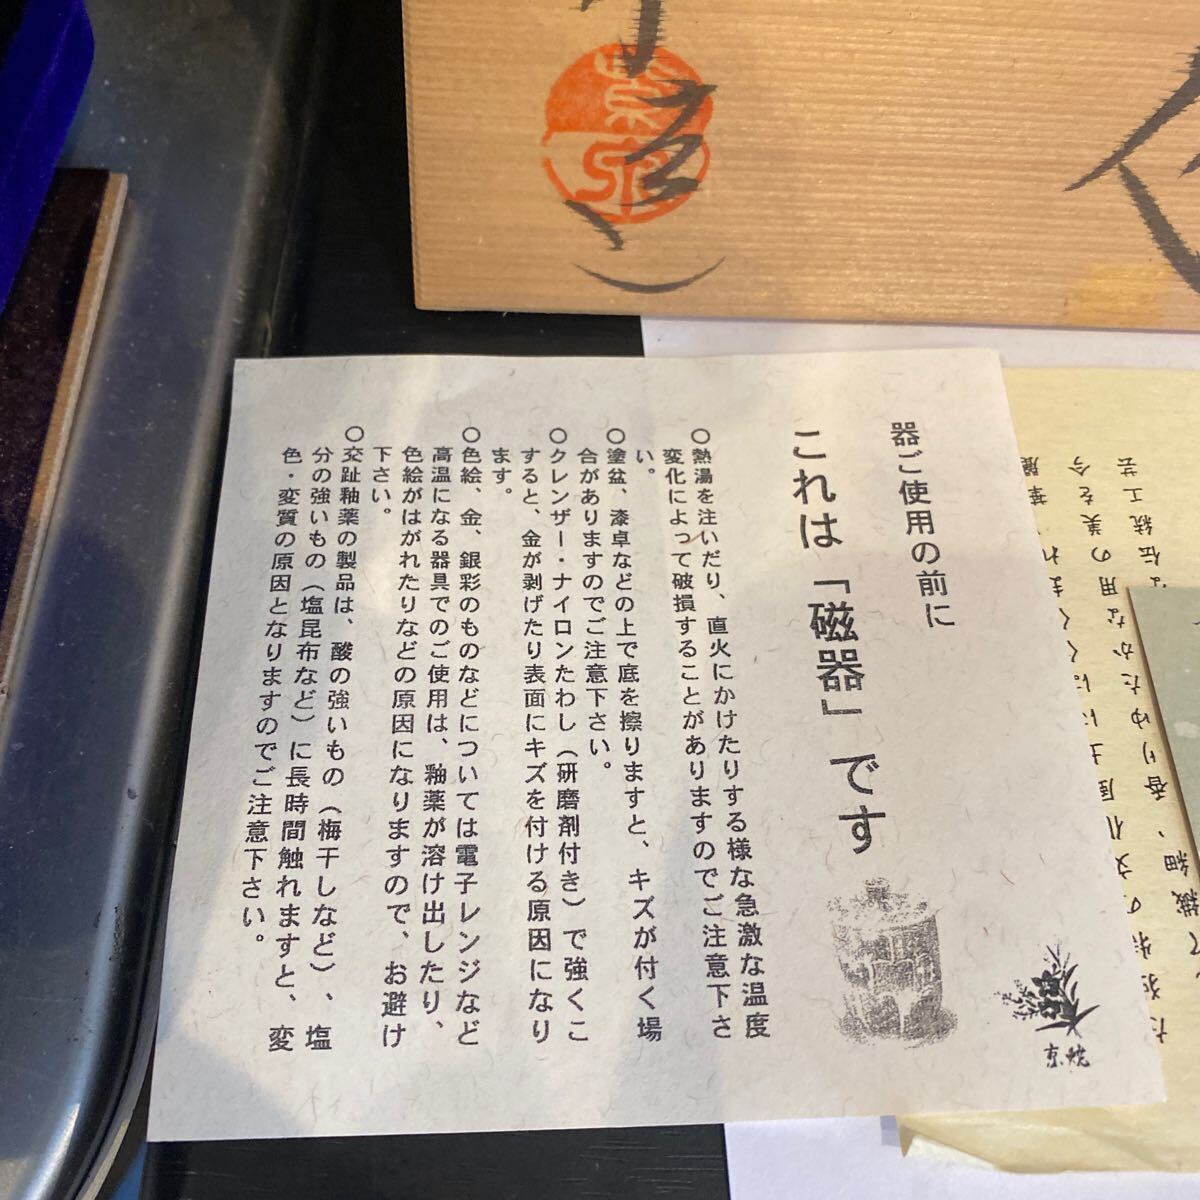 器ご使用の前に
これは「磁器」です
○熱湯を注いだり、直火にかけたりする様な急激な温度
変化によって破損することがありますのでご注意下さ
い。
○塗盆、漆卓などの上で底を擦りますと、キズが付く場
合がありますのでご注意下さい。
○クレンザー・ナイロンたわし（研磨剤付き）で強くこ
すると、金が剥げたり表面にキズを付ける原因になり
ます。
○色絵、金、銀彩のものなどについては電子レンジなど
高温になる器具でのご使用は、釉薬が溶け出したり、
色絵がはがれたりなどの原因になりますので、お避け
下さい。
○交趾釉薬の製品は、酸の強いもの（梅干しなど）、塩
分の強いもの（塩昆布など）に長時間触れますと、変
色・変質の原因となりますのでご注意下さい。
京焼
な伝統工芸
の美を今